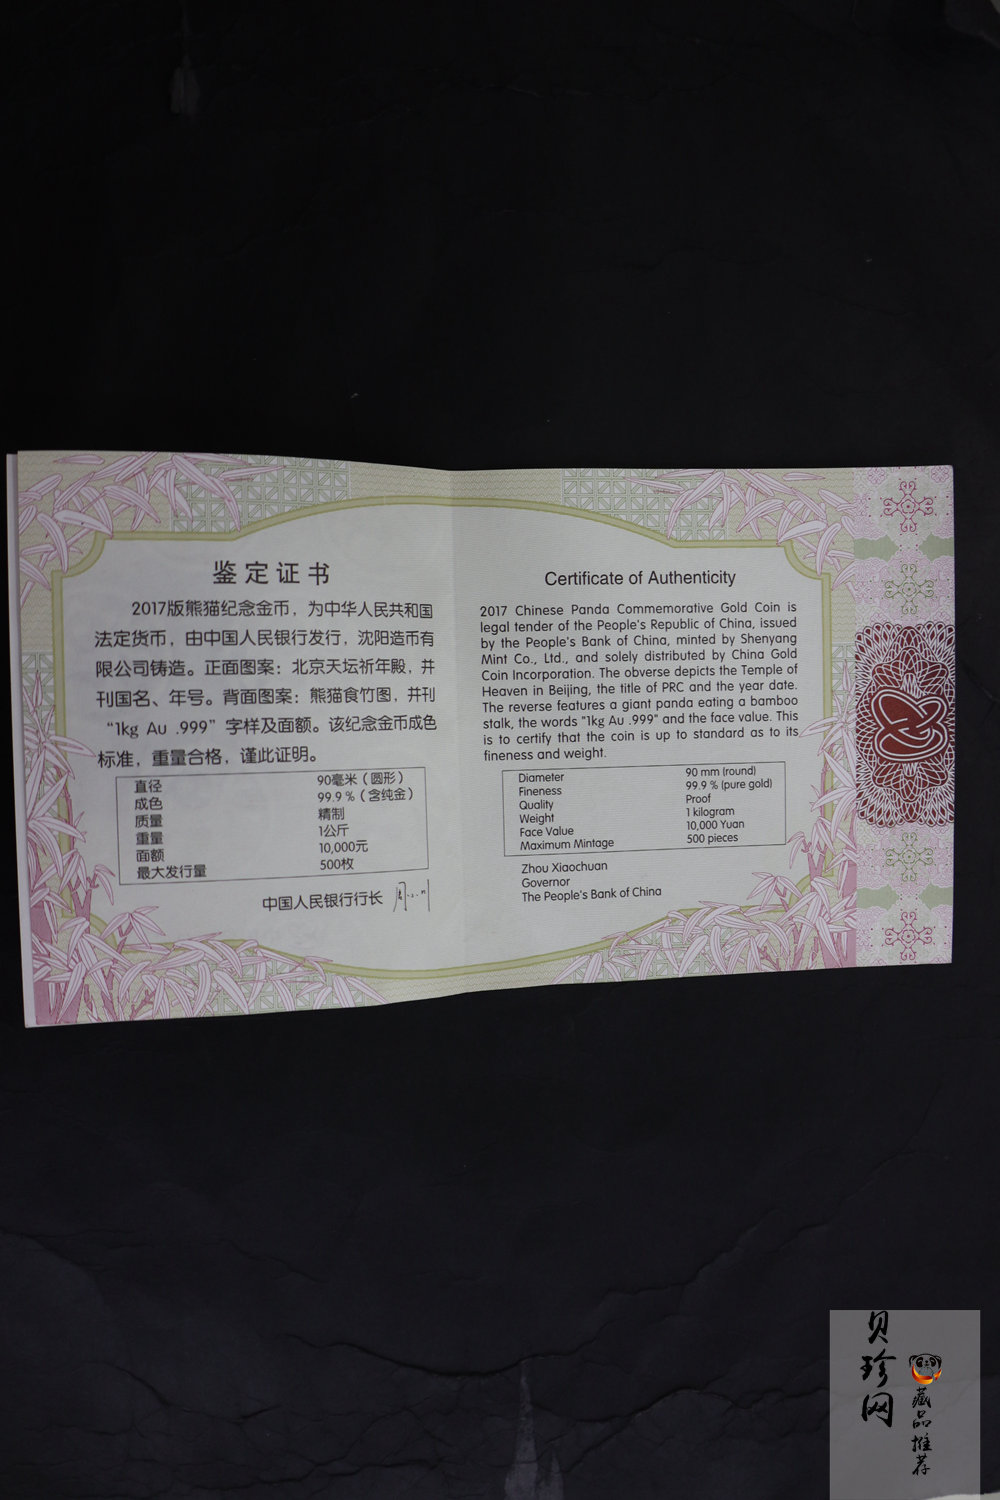 鉴定证书
2017版熊猫纪念金币，为中华人民共和国
法定货币，由中国人民银行发行，沈阳造币有
限公司铸造。正面图案：北京天坛祈年殿，并
刊国名、年号。背面图案：熊猫食竹图，并刊
“1kg Au .999”字样及面额。该纪念金币成色
标准，重量合格，谨此证明。
直径 90毫米（圆形）
成色 99.9％（含纯金）
质量 精制
重量 1公斤
面额 10,000元
最大发行量 500枚
中国人民银行行长
Certificate of Authenticity
2017 Chinese Panda Commemorative Gold Coin is
legal tender of the People's Republic of China, issued
by the People's Bank of China, minted by Shenyang
Mint Co., Ltd., and solely distributed by China Gold
Coin Incorporation. The obverse depicts the Temple of
Heaven in Beijing, the title of PRC and the year date.
The reverse features a giant panda eating a bamboo
stalk, the words "1kg Au .999" and the face value. This
is to certify that the coin is up to standard as to its
fineness and weight.
Diameter 90 mm (round)
Fineness 99.9 % (pure gold)
Quality Proof
Weight 1 kilogram
Face Value 10,000 Yuan
Maximum Mintage 500 pieces
Zhou Xiaochuan
Governor
The People's Bank of China
贝珍网
藏品推荐